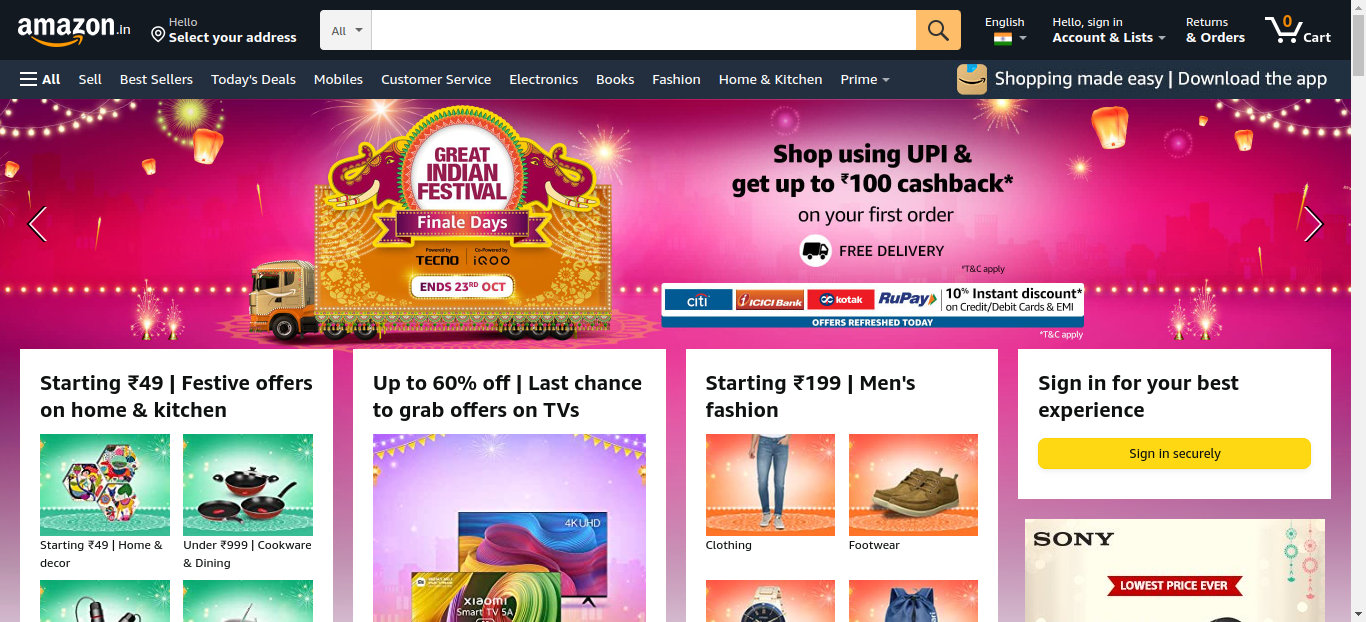 amazon.in
Hello
Select your address
All
English
Hello, sign in
Account & Lists
Returns
& Orders
0
Cart
All
Sell
Best Sellers
Today's Deals
Mobiles
Customer Service
Electronics
Books
Fashion
Home & Kitchen
Prime
Shopping made easy | Download the app
GREAT
INDIAN
FESTIVAL
Finale Days
Powered by
TECNO
Co-Powered by
iQOO
ENDS 23RD OCT
Shop using UPI &
get up to ₹100 cashback*
on your first order
FREE DELIVERY
*T&C apply
citi
ICICI Bank
kotak
RuPay
10% Instant discount*
on Credit/Debit Cards & EMI
OFFERS REFRESHED TODAY
*T&C apply
Starting ₹49 | Festive offers
on home & kitchen
Starting ₹49 | Home &
decor
Under ₹999 | Cookware
& Dining
Up to 60% off | Last chance
to grab offers on TVs
4K UHD
xiaomi
Smart TV 5A
Starting ₹199 | Men's
fashion
Clothing
Footwear
Sign in for your best
experience
Sign in securely
SONY
LOWEST PRICE EVER